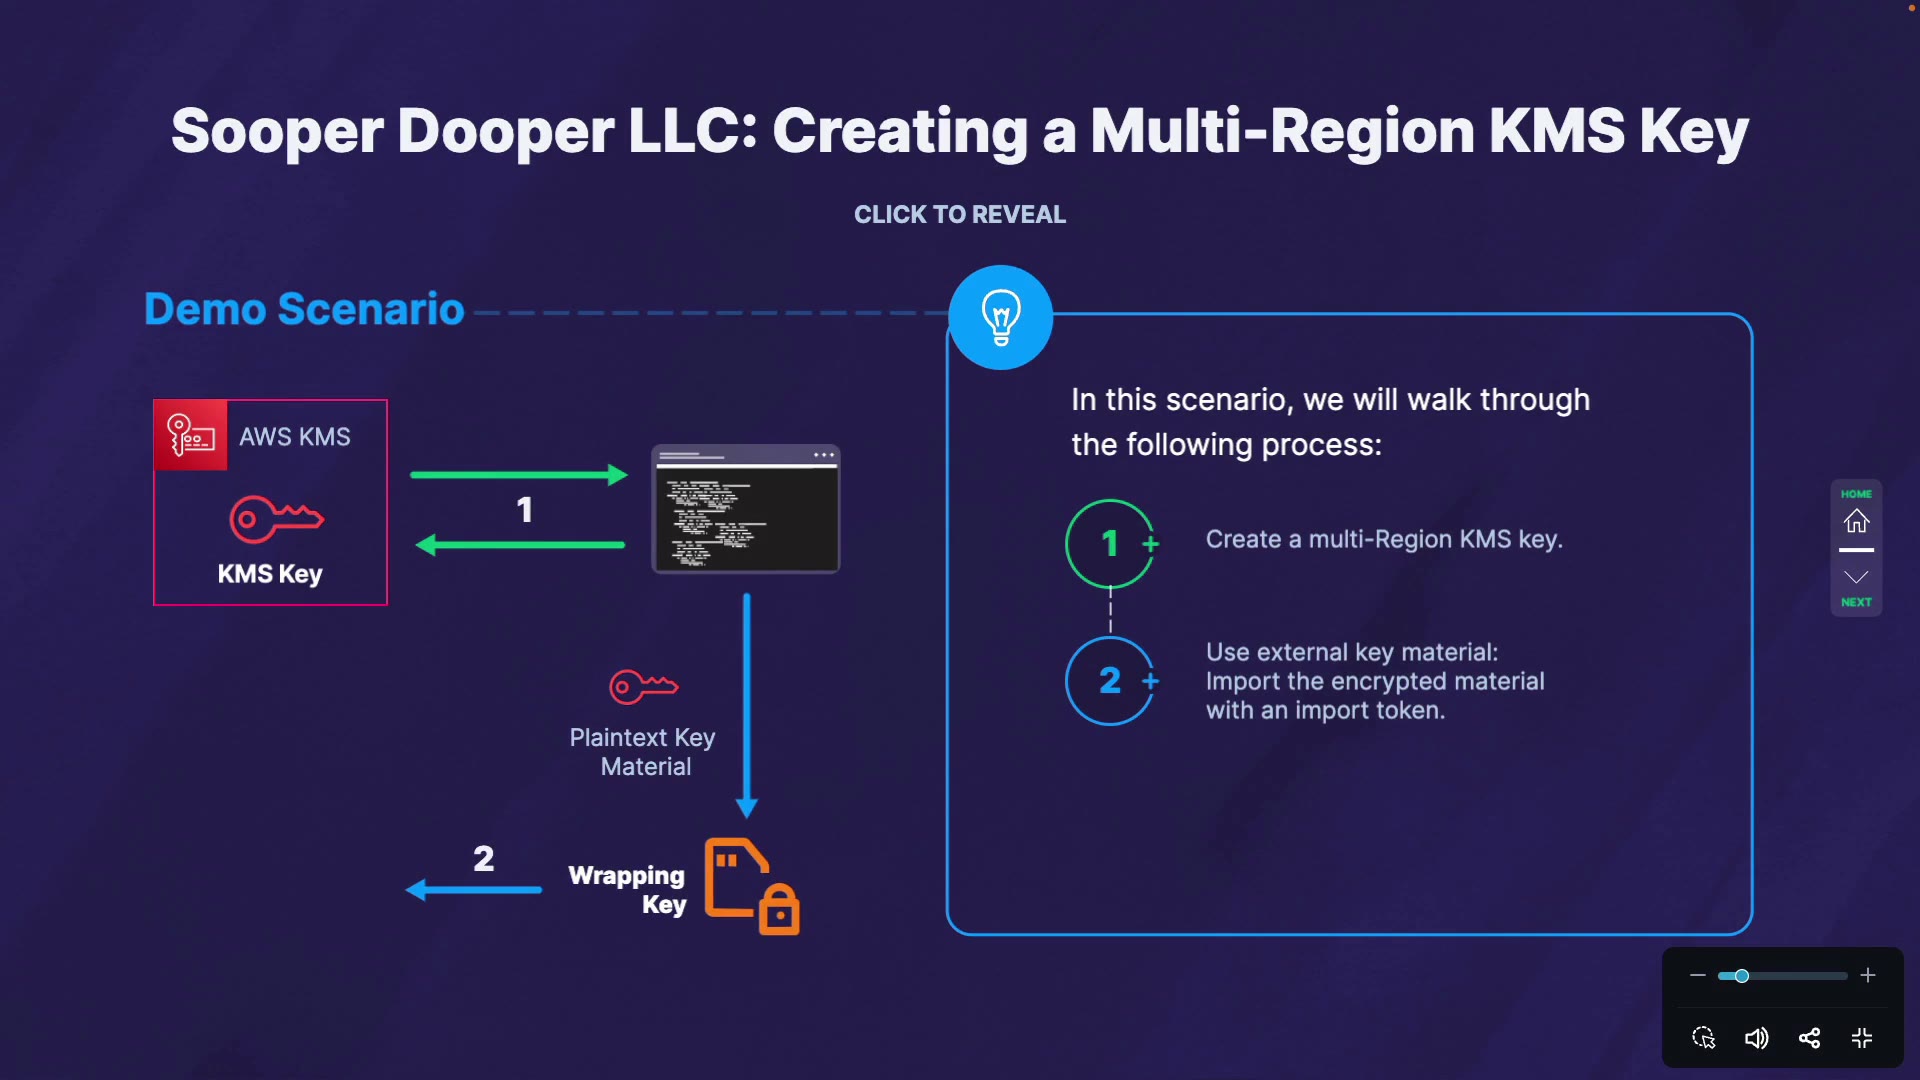 Sooper Dooper LLC: Creating a Multi-Region KMS Key
CLICK TO REVEAL
Demo Scenario
AWS KMS
KMS Key
1
Plaintext Key
Material
2
Wrapping
Key
In this scenario, we will walk through
the following process:
1
Create a multi-Region KMS key.
2
Use external key material:
Import the encrypted material
with an import token.
HOME
NEXT